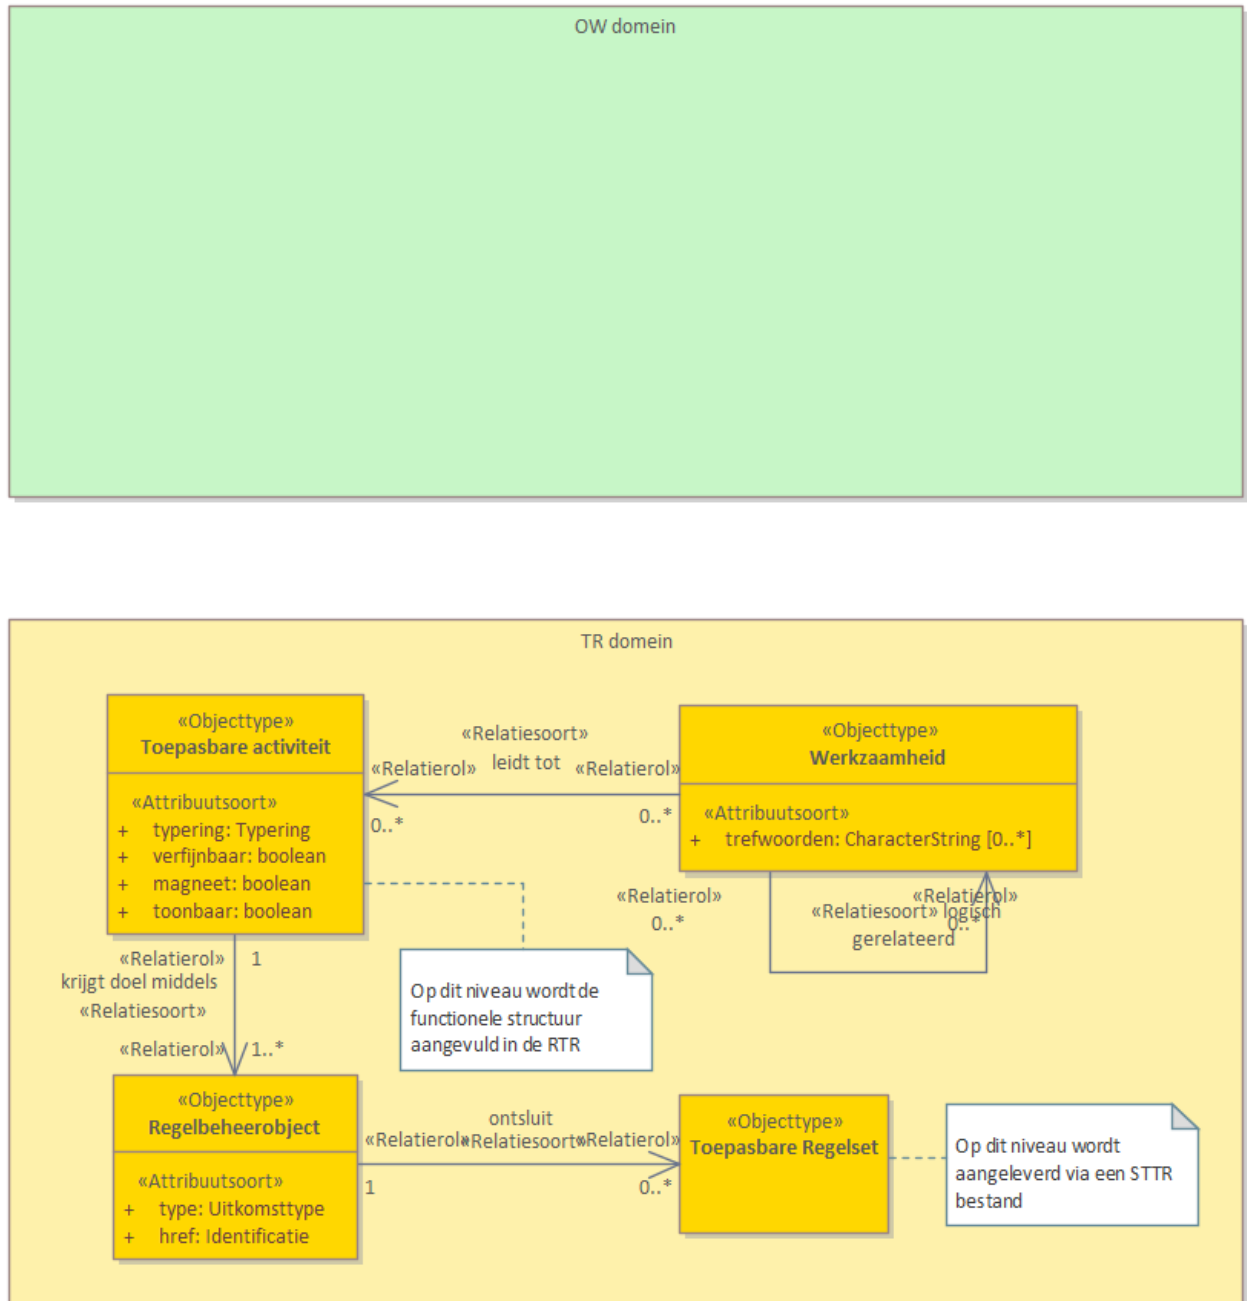 OW domein
TR domein
«Objecttype»
Toepasbare activiteit
«Attribuutsoort»
+ typering: Typering
+ verfijnbaar: boolean
+ magneet: boolean
+ toonbaar: boolean
«Relatiesoort»
leidt tot
«Relatierol»
«Relatierol»
0..*
0..*
«Objecttype»
Werkzaamheid
«Attribuutsoort»
+ trefwoorden: CharacterString [0..*]
«Relatierol»
0..*
«Relatierol»
0..*
«Relatiesoort» logisch
gerelateerd
«Relatierol»
1
krijgt doel middels
«Relatiesoort»
«Relatierol»
1..*
Op dit niveau wordt de
functionele structuur
aangevuld in de RTR
«Objecttype»
Regelbeheerobject
«Attribuutsoort»
+ type: Uitkomsttype
+ href: Identificatie
ontsluit
«Relatierol»
«Relatiesoort»
«Relatierol»
1
0..*
«Objecttype»
Toepasbare Regelset
Op dit niveau wordt
aangeleverd via een STTR
bestand